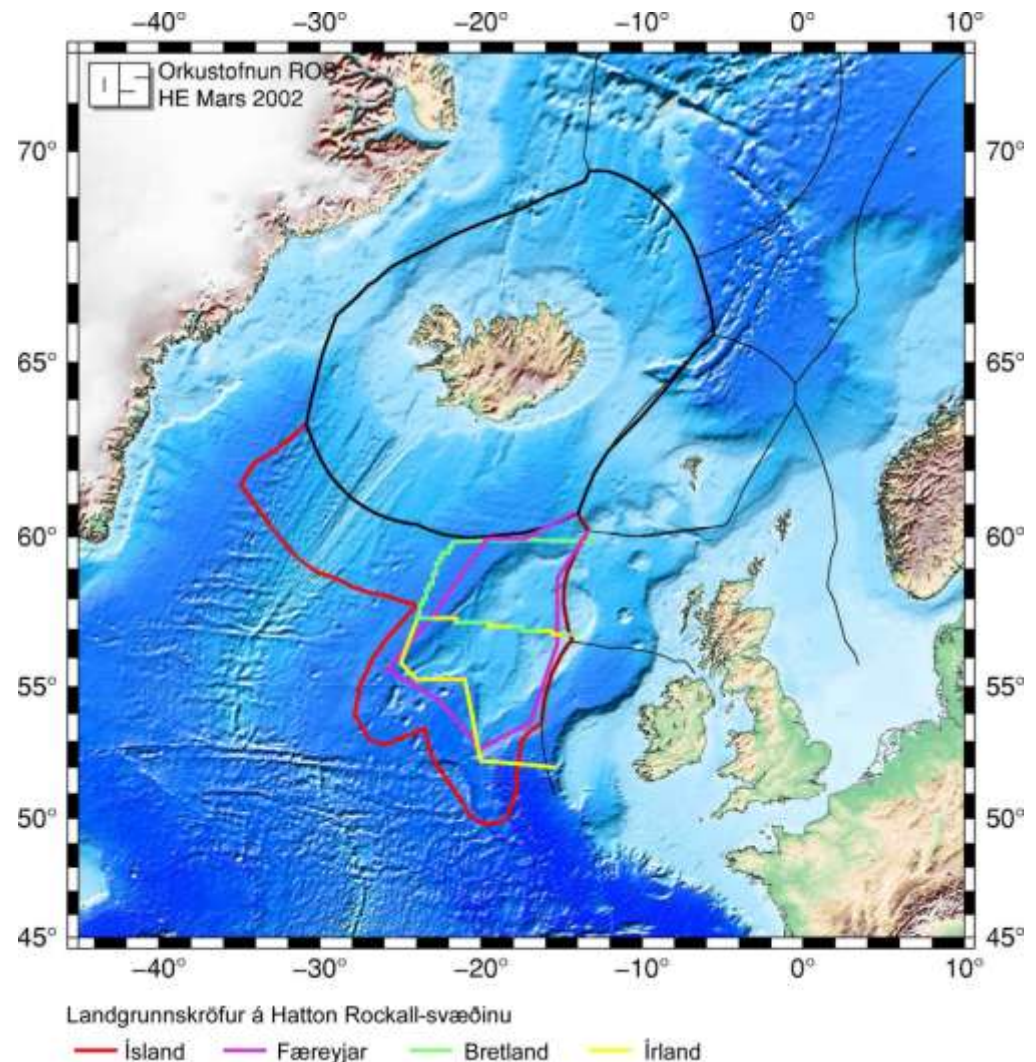 −40° −30° −20° −10° 0° 10°
Orkustofnun ROS
HE Mars 2002
70° 70°
65° 65°
60° 60°
55° 55°
50° 50°
45° 45°
−40° −30° −20° −10° 0° 10°
Landgrunnskröfur á Hatton Rockall-svæðinu
Ísland Færeyjar Bretland Írland